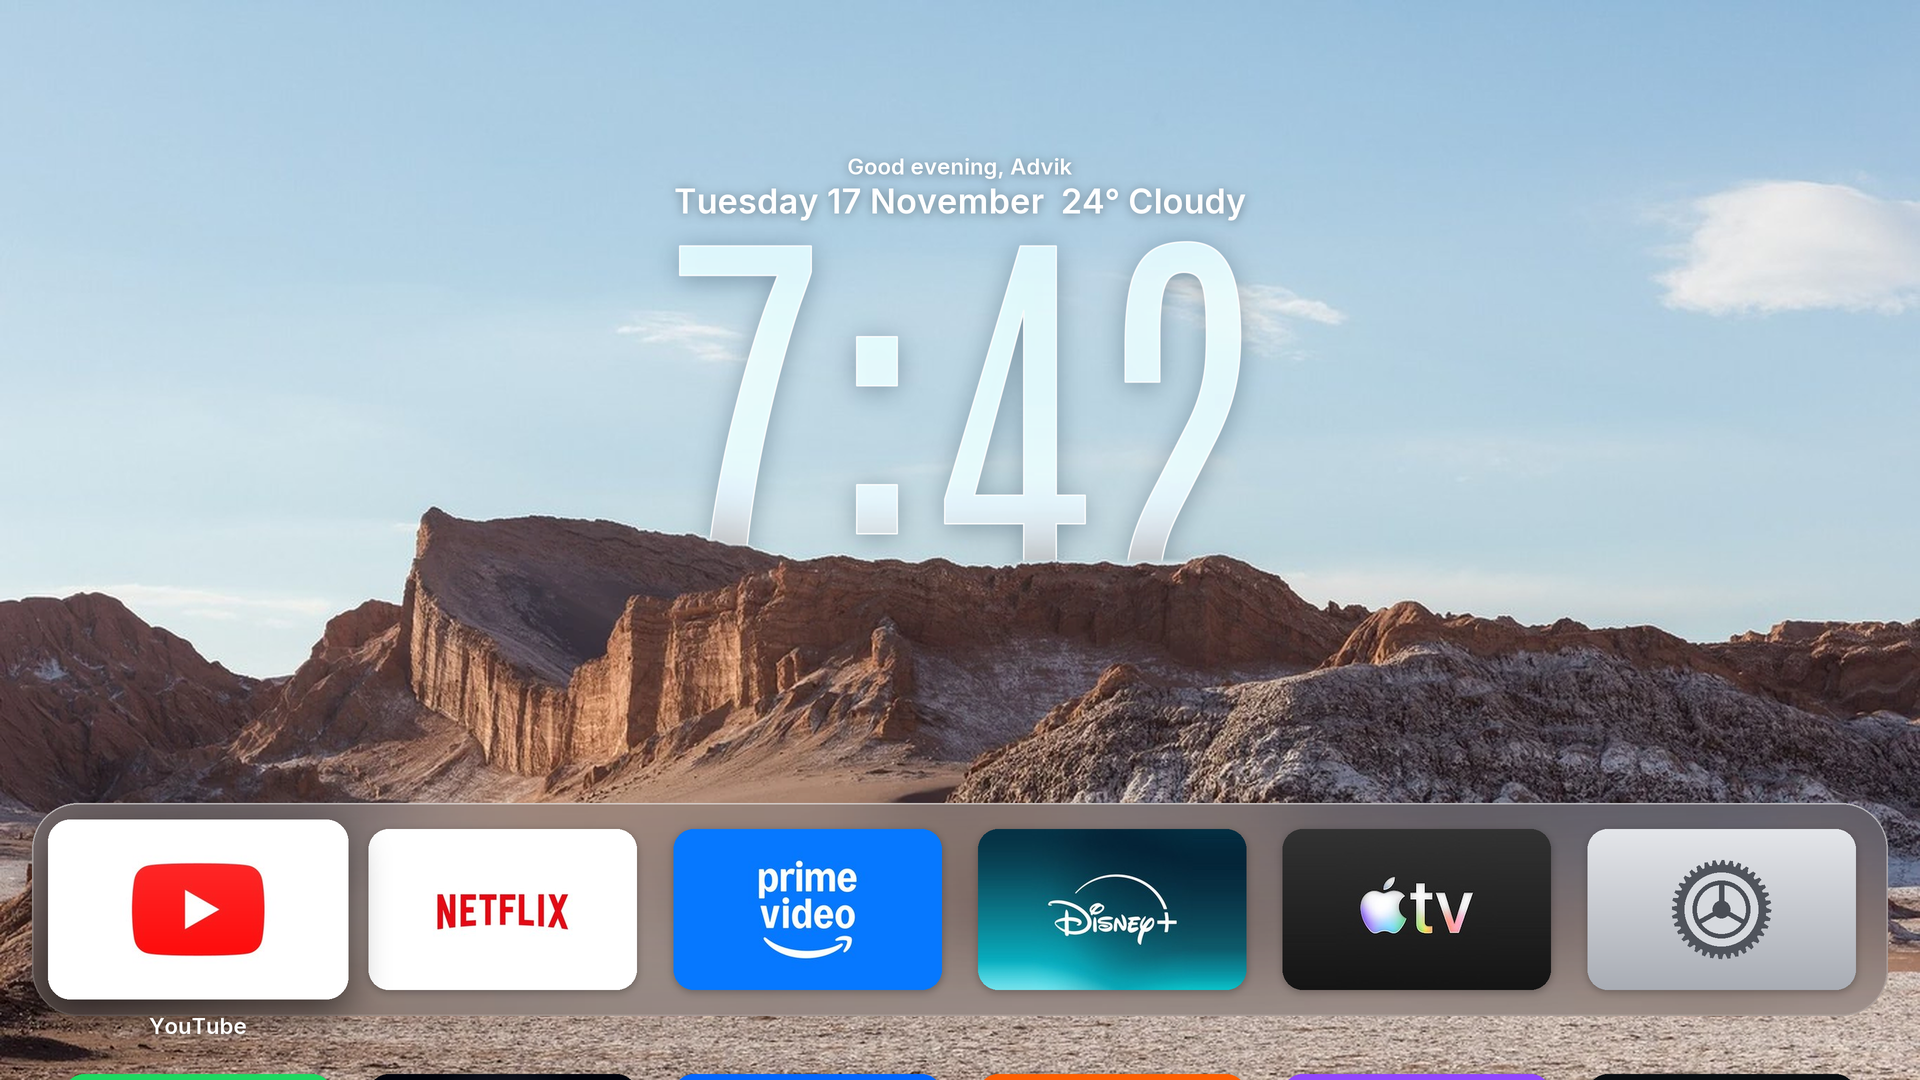 Good evening, Advik
Tuesday 17 November 24° Cloudy
7:42
NETFLIX
prime
video
Disney+
tv
YouTube